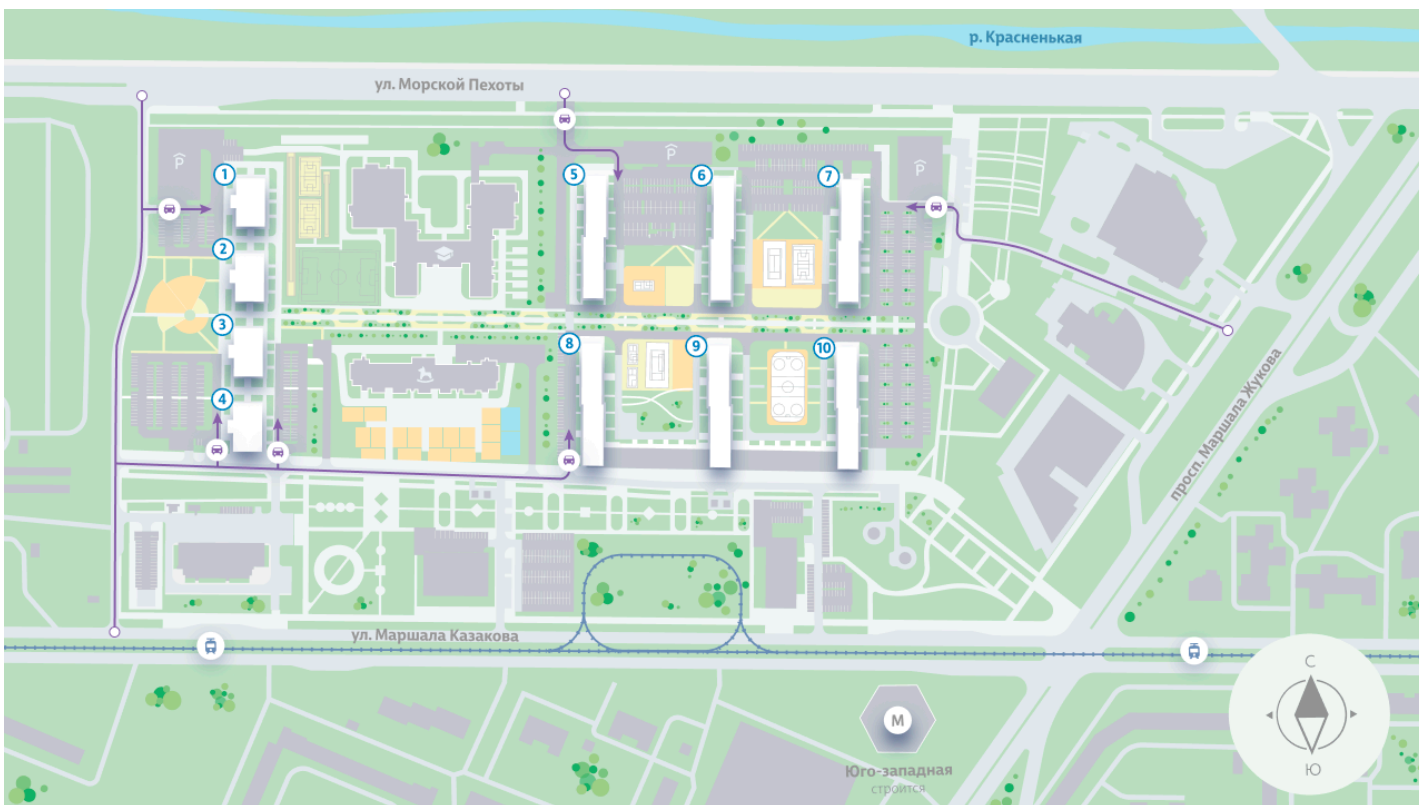 р. Красненькая
ул. Морской Пехоты
P
P
P
1
5
6
7
2
3
8
9
10
4
просп. Маршала Жукова
ул. Маршала Казакова
С
М
Юго-западная
строится
Ю